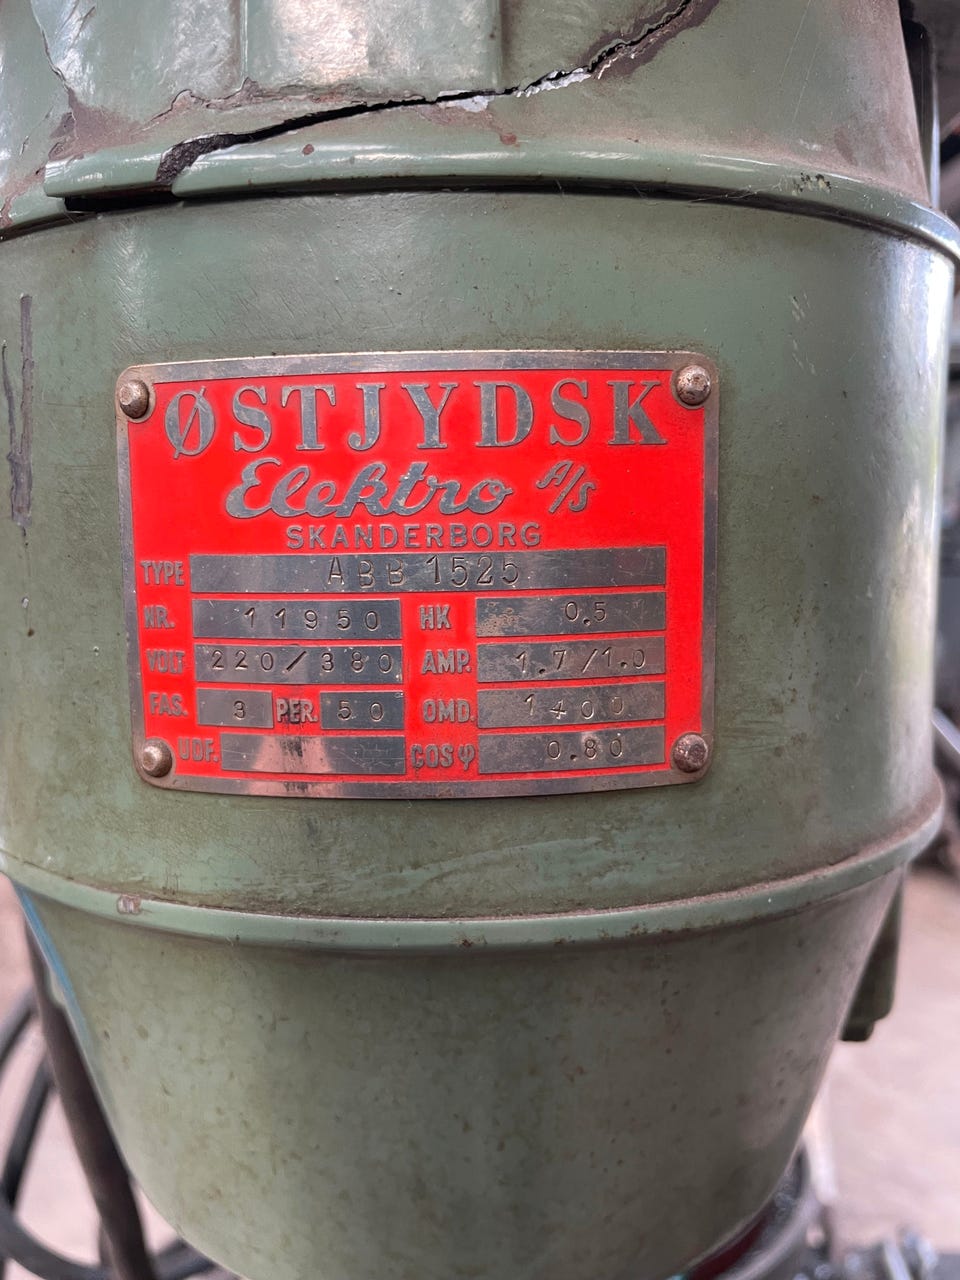 ØSTJYDSK
Elektro A/S
SKANDERBORG
TYPE ABB 1525
NR. 11950 HK 0.5
VOLT 220/380 AMP. 1.7/1.0
FAS. 3 PER. 50 OMD. 1400
UDF. COS φ 0.80